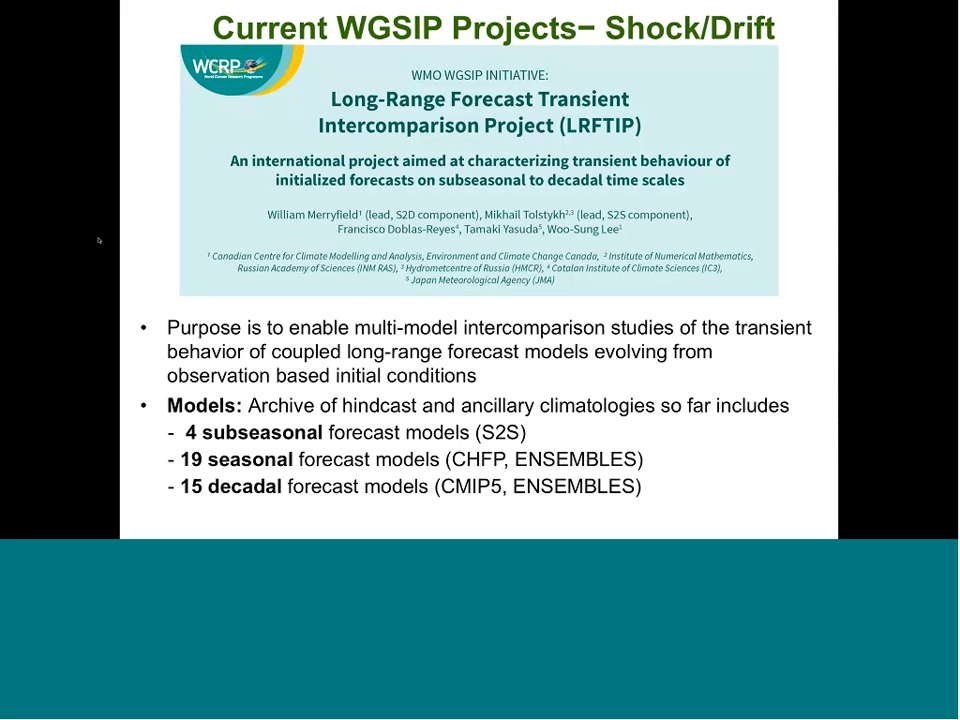 Current WGSIP Projects− Shock/Drift
WCRP
World Climate Research Programme
WMO WGSIP INITIATIVE:
Long-Range Forecast Transient
Intercomparison Project (LRFTIP)
An international project aimed at characterizing transient behaviour of
initialized forecasts on subseasonal to decadal time scales
William Merryfield¹ (lead, S2D component), Mikhail Tolstykh²,³ (lead, S2S component),
Francisco Doblas-Reyes⁴, Tamaki Yasuda⁵, Woo-Sung Lee¹
¹ Canadian Centre for Climate Modelling and Analysis, Environment and Climate Change Canada, ² Institute of Numerical Mathematics,
Russian Academy of Sciences (INM RAS), ³ Hydrometcentre of Russia (HMCR), ⁴ Catalan Institute of Climate Sciences (IC3),
⁵ Japan Meteorological Agency (JMA)
• Purpose is to enable multi-model intercomparison studies of the transient
behavior of coupled long-range forecast models evolving from
observation based initial conditions
• Models: Archive of hindcast and ancillary climatologies so far includes
- 4 subseasonal forecast models (S2S)
- 19 seasonal forecast models (CHFP, ENSEMBLES)
- 15 decadal forecast models (CMIP5, ENSEMBLES)